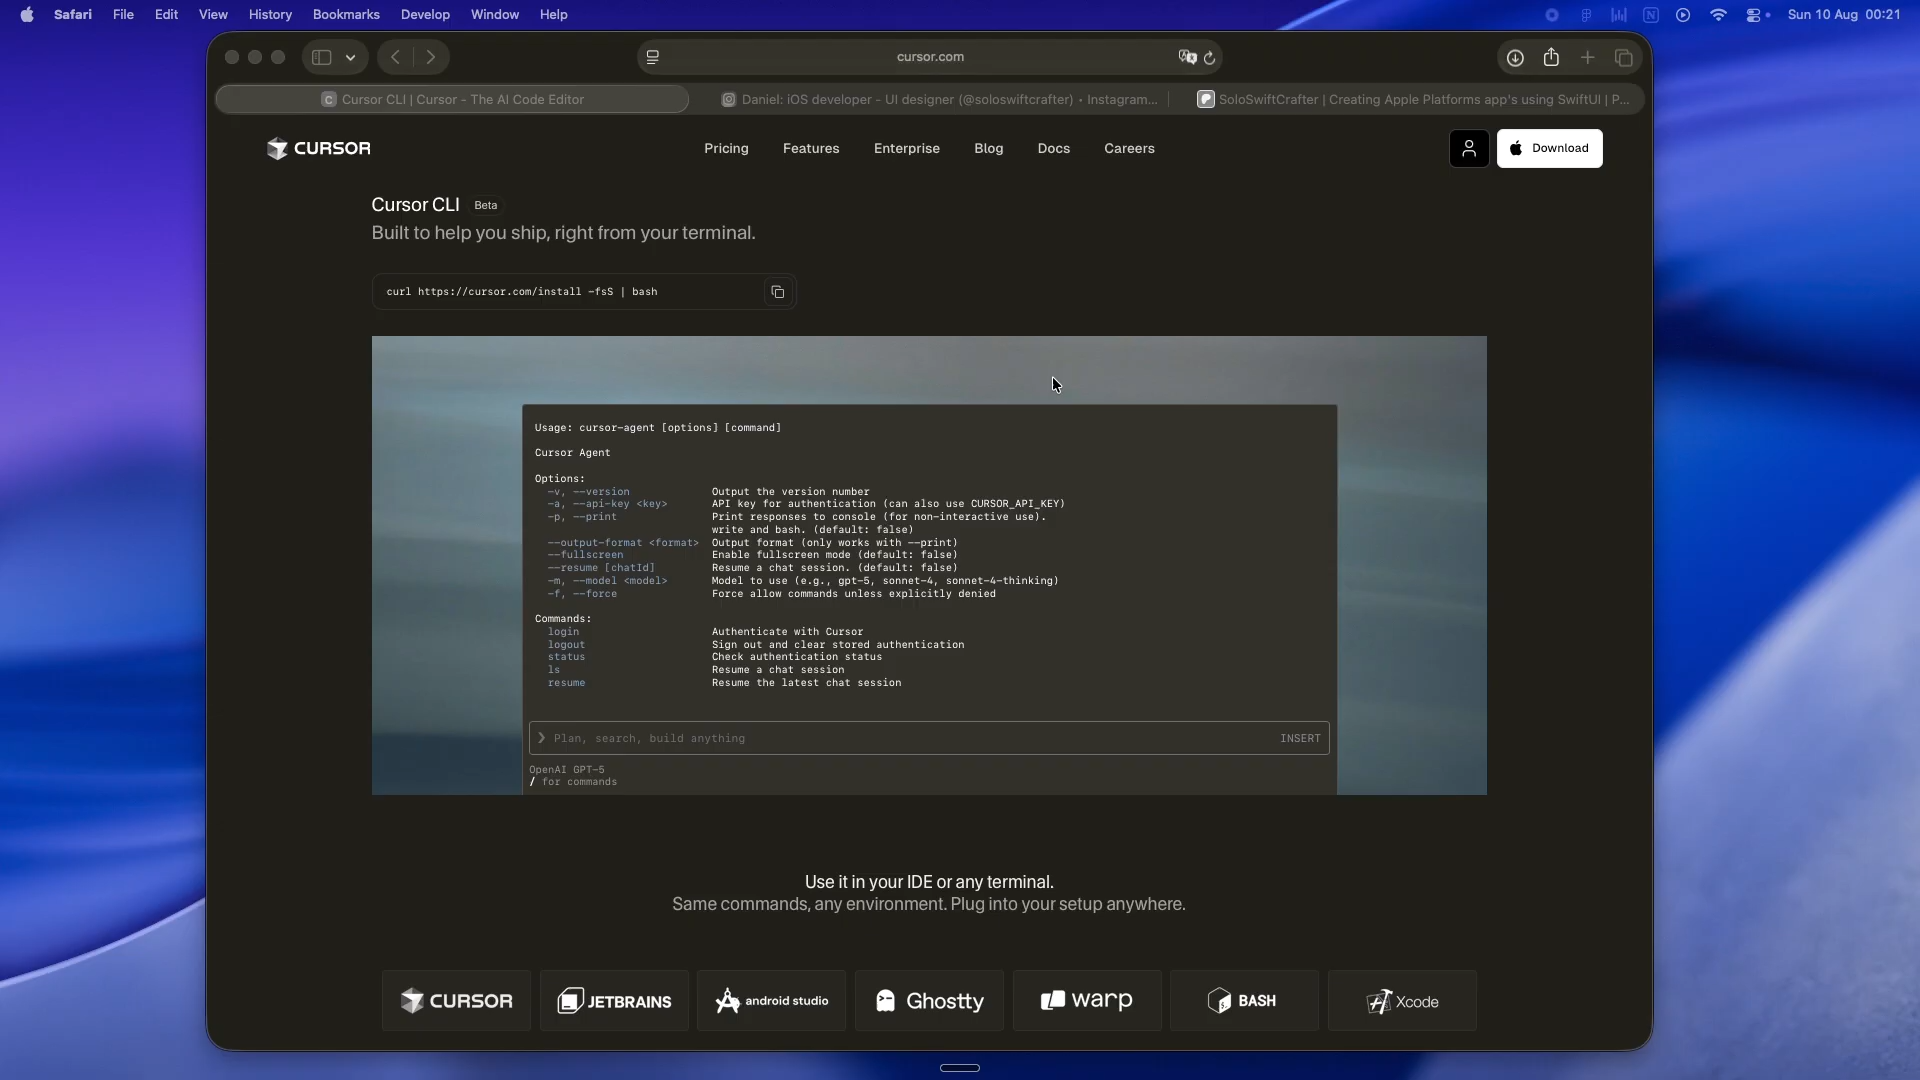 Safari File Edit View History Bookmarks Develop Window Help
Sun 10 Aug 00:21
cursor.com
Cursor CLI | Cursor - The AI Code Editor
Daniel: iOS developer - UI designer (@soloswiftcrafter) • Instagram...
SoloSwiftCrafter | Creating Apple Platforms app's using SwiftUI | P...
CURSOR
Pricing Features Enterprise Blog Docs Careers
Download
Cursor CLI Beta
Built to help you ship, right from your terminal.
curl https://cursor.com/install -fsS | bash
Usage: cursor-agent [options] [command]
Cursor Agent
Options:
-v, --version Output the version number
-a, --api-key <key> API key for authentication (can also use CURSOR_API_KEY)
-p, --print Print responses to console (for non-interactive use).
write and bash. (default: false)
--output-format <format> Output format (only works with --print)
--fullscreen Enable fullscreen mode (default: false)
--resume [chatId] Resume a chat session. (default: false)
-m, --model <model> Model to use (e.g., gpt-5, sonnet-4, sonnet-4-thinking)
-f, --force Force allow commands unless explicitly denied
Commands:
login Authenticate with Cursor
logout Sign out and clear stored authentication
status Check authentication status
ls Resume a chat session
resume Resume the latest chat session
❯ Plan, search, build anything INSERT
OpenAI GPT-5
/ for commands
Use it in your IDE or any terminal.
Same commands, any environment. Plug into your setup anywhere.
CURSOR JETBRAINS android studio Ghostty warp BASH Xcode